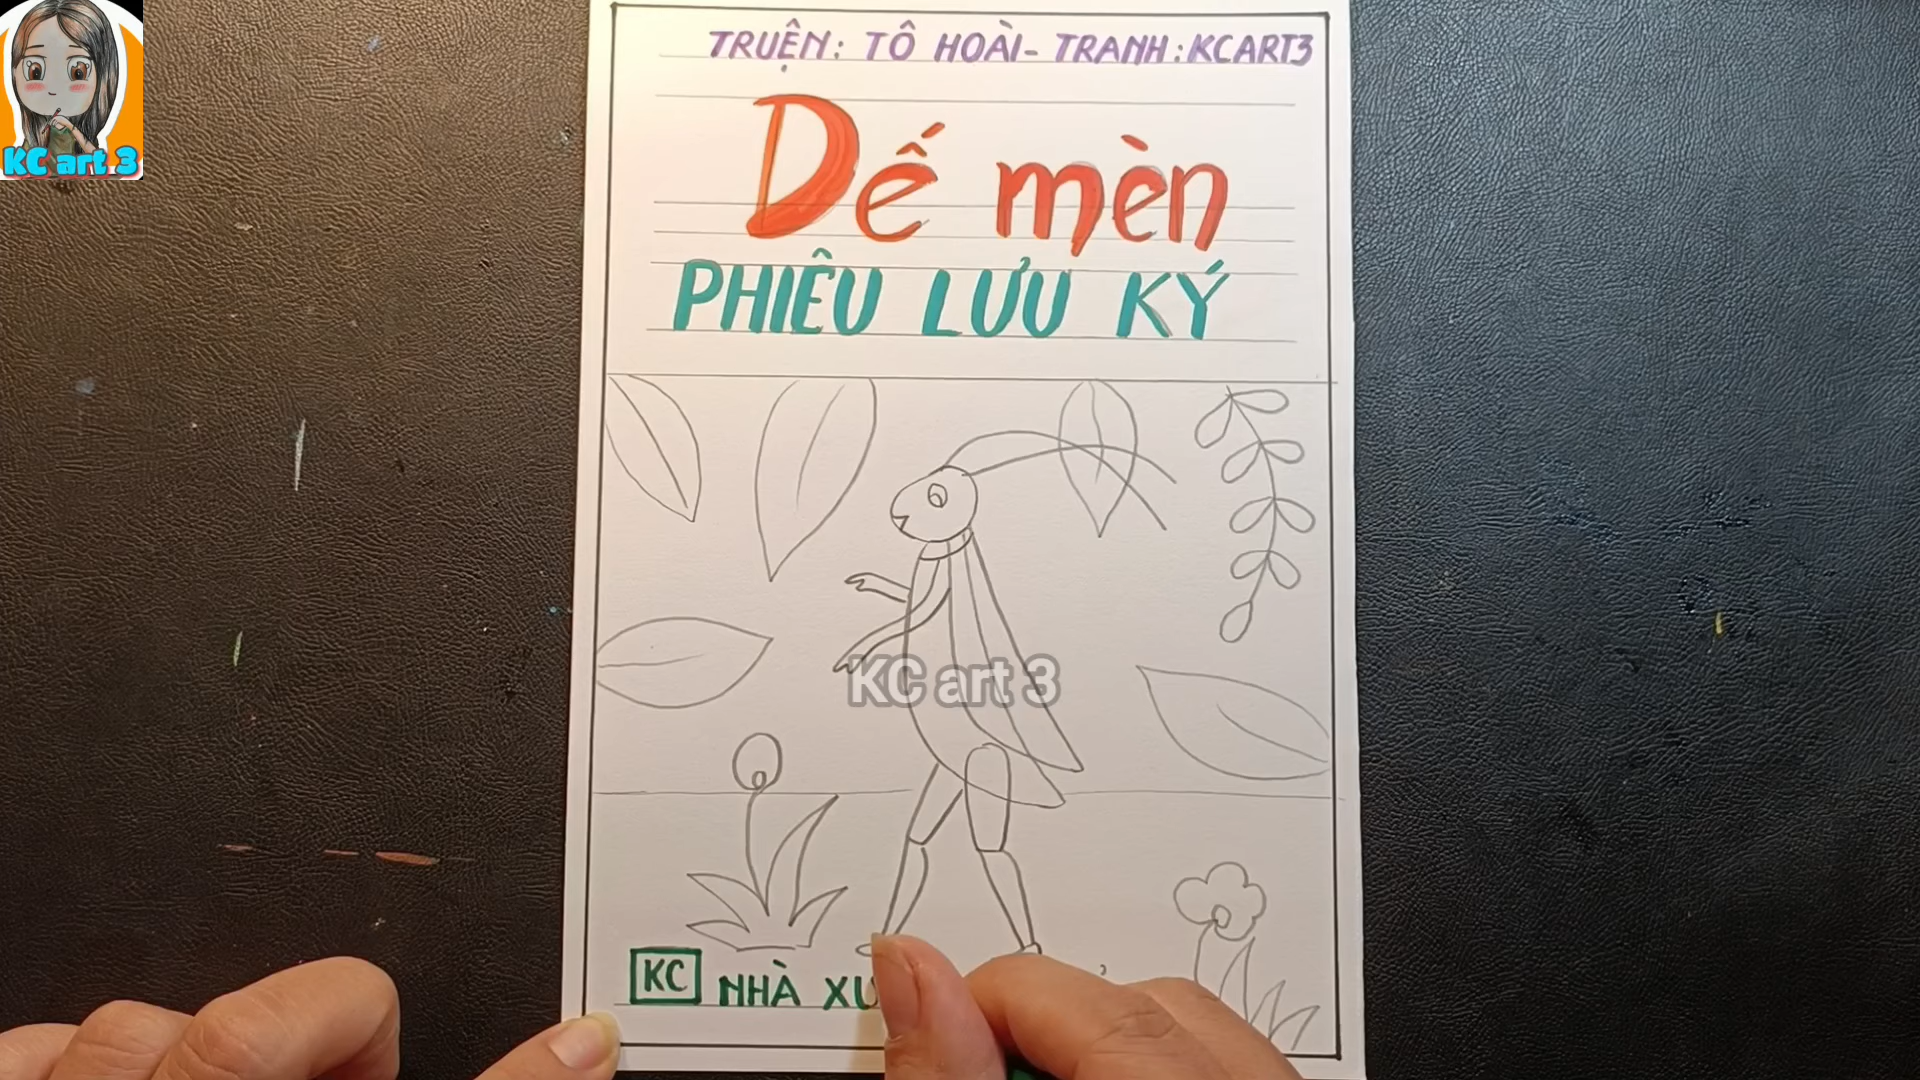 KC art 3
TRUYỆN: TÔ HOÀI- TRANH: KCART3
Dế mèn
PHIÊU LƯU KÝ
KC art 3
KC NHÀ XU